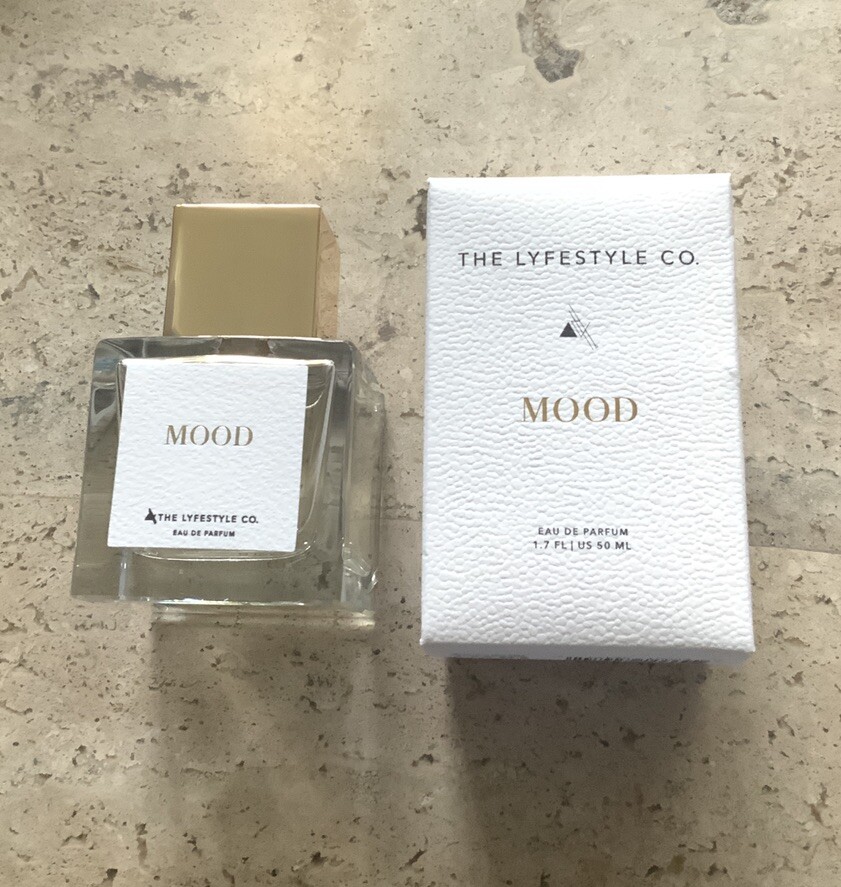 MOOD
THE LYFESTYLE CO.
EAU DE PARFUM
THE LYFESTYLE CO.
MOOD
EAU DE PARFUM
1.7 FL | US 50 ML